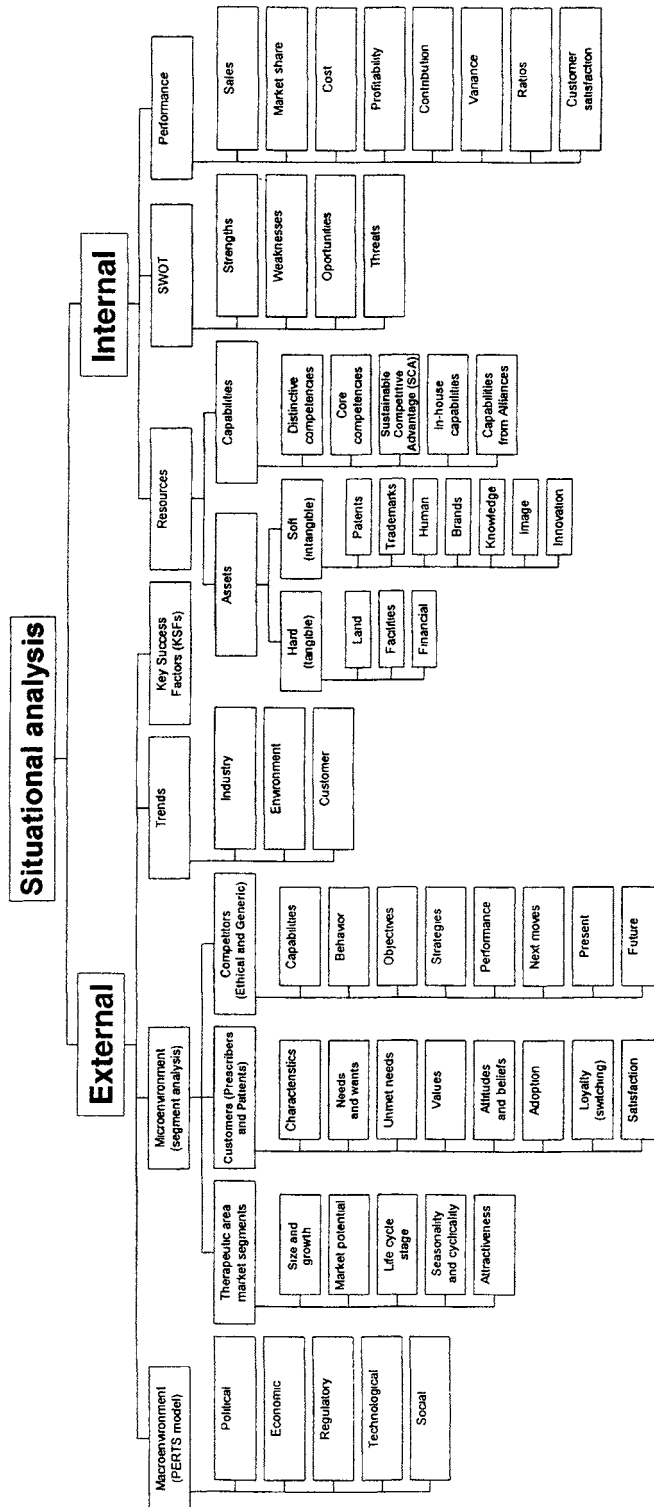 Situational analysis
External
Internal
Macroenvironment
(PERTS model)
Microenvironment
(segment analysis)
Trends
Key Success
Factors (KSFs)
Resources
SWOT
Performance
Political
Economic
Regulatory
Technological
Social
Therapeutic area
market segments
Size and
growth
Market potential
Life cycle
stage
Seasonality
and cyclicality
Attractiveness
Customers (Prescribers
and Patients)
Characteristics
Needs
and wants
Unmet needs
Values
Attitudes
and beliefs
Adoption
Loyalty
(switching)
Satisfaction
Competitors
(Ethical and Generic)
Capabilities
Behavior
Objectives
Strategies
Performance
Next moves
Present
Future
Industry
Environment
Customer
Assets
Hard
(tangible)
Land
Facilities
Financial
Soft
(intangible)
Patents
Trademarks
Human
Brands
Knowledge
Image
Innovation
Capabilities
Distinctive
competencies
Core
competencies
Sustainable
Competitive
Advantage (SCA)
In-house
capabilities
Capabilities
from Alliances
Strengths
Weaknesses
Oportunities
Threats
Sales
Market share
Cost
Profitability
Contribution
Variance
Ratios
Customer
satisfaction